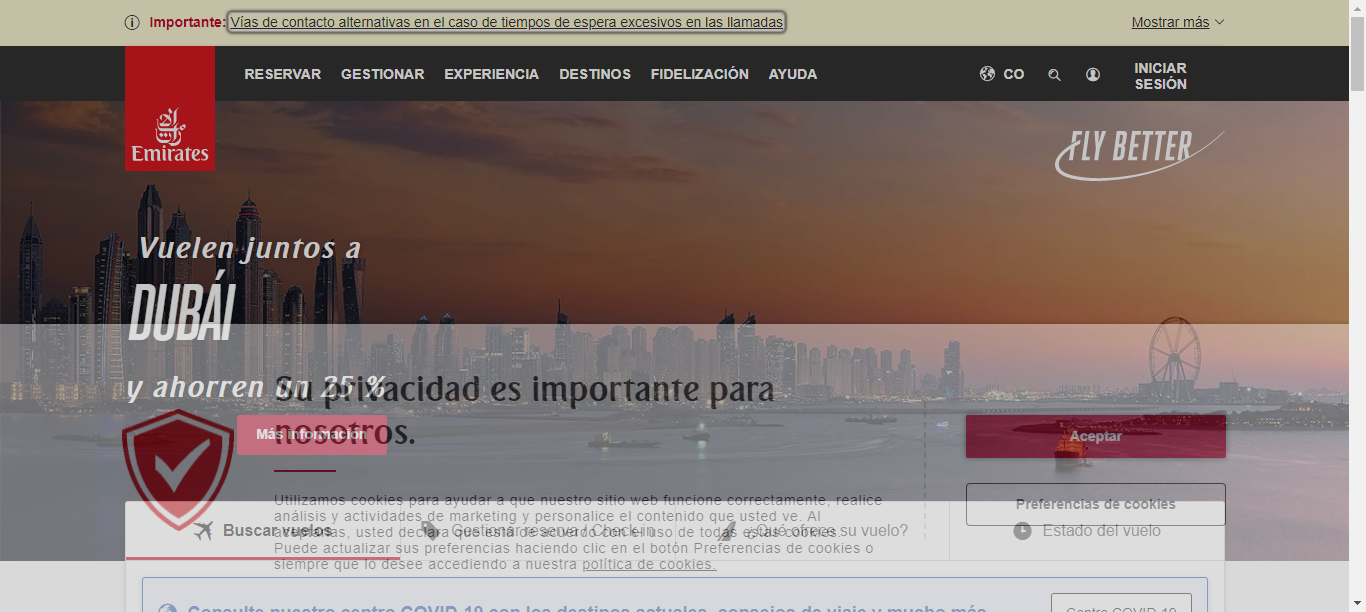 Importante: Vías de contacto alternativas en el caso de tiempos de espera excesivos en las llamadas
Mostrar más
RESERVAR GESTIONAR EXPERIENCIA DESTINOS FIDELIZACIÓN AYUDA
CO
INICIAR
SESIÓN
Emirates
FLY BETTER
Vuelen juntos a
DUBÁI
y ahorren un 25 %
Más información
Su privacidad es importante para
nosotros.
Aceptar
Utilizamos cookies para ayudar a que nuestro sitio web funcione correctamente, realice
análisis y actividades de marketing y personalice el contenido que usted ve. Al
aceptarlas, usted declara que está de acuerdo con el uso de todas estas cookies.
Puede actualizar sus preferencias haciendo clic en el botón Preferencias de cookies o
siempre que lo desee accediendo a nuestra política de cookies.
Preferencias de cookies
Buscar vuelos
Gestionar reserva / Check-in
¿Qué ofrece su vuelo?
Estado del vuelo
Consulte nuestro centro COVID-19 con los destinos actuales, consejos de viaje y mucho más
Centro COVID-19